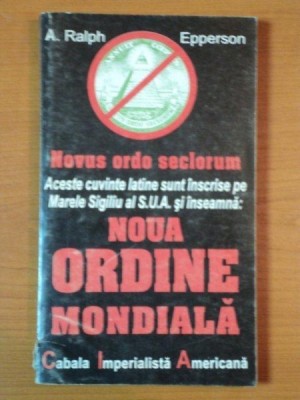 A. Ralph Epperson
Novus ordo seclorum
Aceste cuvinte latine sunt înscrise pe
Marele Sigiliu al S.U.A. şi înseamnă:
NOUA
ORDINE
MONDIALĂ
Cabala Imperialistă Americană